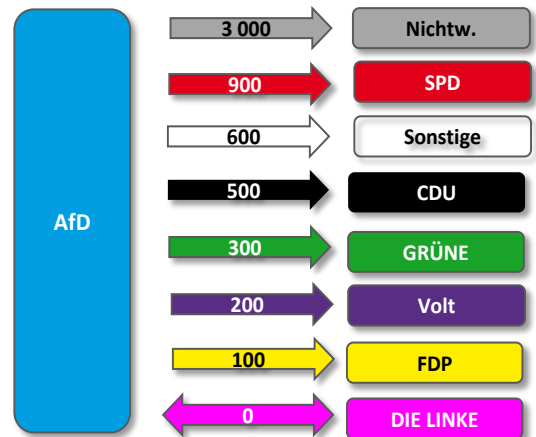 AfD
3 000 Nichtw.
900 SPD
600 Sonstige
500 CDU
300 GRÜNE
200 Volt
100 FDP
0 DIE LINKE